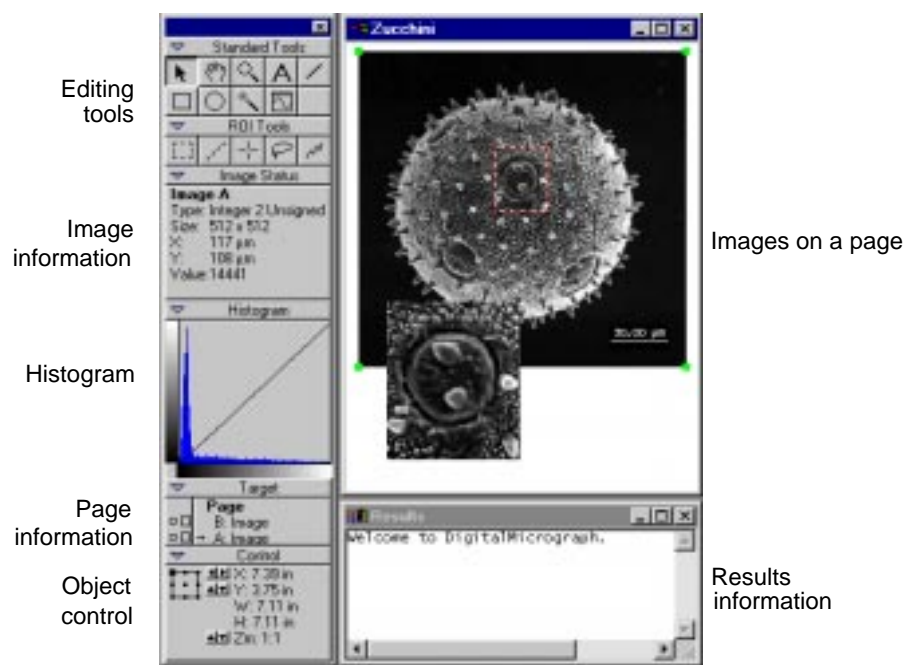 Editing
tools
Image
information
Histogram
Page
information
Object
control
Standard Tools
A
ROI Tools
Image Status
Image A
Type: Integer 2 Unsigned
Size: 512 x 512
X: 117 µm
Y: 108 µm
Value: 14441
Histogram
Target
Page
B: Image
A: Image
Control
X: 7.39 in
Y: 3.75 in
W: 7.11 in
H: 7.11 in
Zm: 1:1
Zucchini
Results
Welcome to DigitalMicrograph.
Images on a page
Results
information